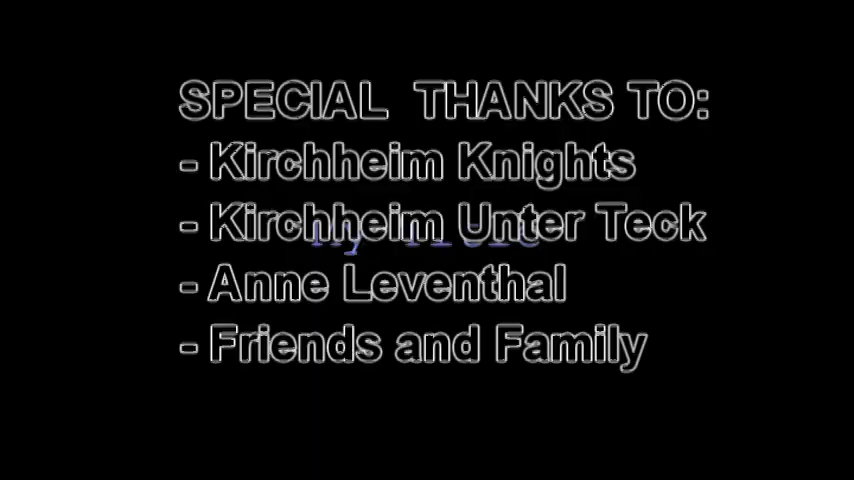 SPECIAL THANKS TO:
- Kirchheim Knights
- Kirchheim Unter Teck
- Anne Leventhal
- Friends and Family